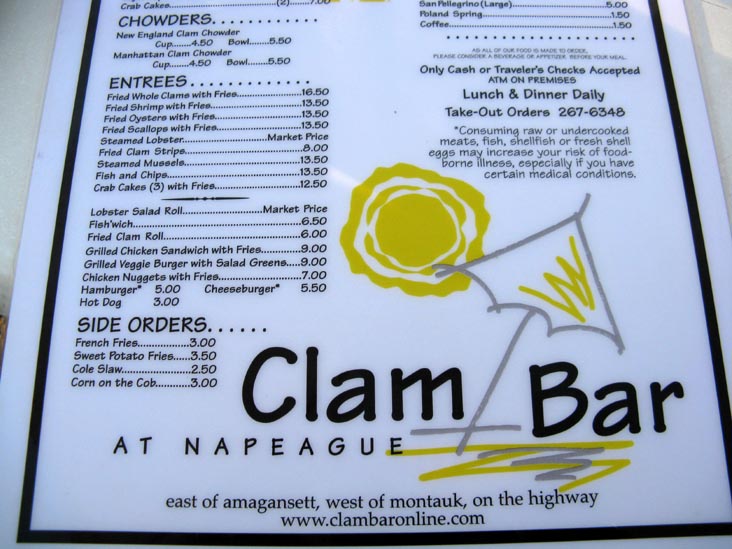 Crab Cakes..............................(2).......7.00
CHOWDERS............
New England Clam Chowder
Cup.......4.50 Bowl.......5.50
Manhattan Clam Chowder
Cup.......4.50 Bowl.......5.50
ENTREES.............
Fried Whole Clams with Fries.......................16.50
Fried Shrimp with Fries.............................13.50
Fried Oysters with Fries............................13.50
Fried Scallops with Fries...........................13.50
Steamed Lobster.........................Market Price
Fried Clam Strips....................................8.00
Steamed Mussels...................................13.50
Fish and Chips.....................................13.50
Crab Cakes (3) with Fries..........................12.50
Lobster Salad Roll........................Market Price
Fish'wich............................................6.50
Fried Clam Roll.....................................6.00
Grilled Chicken Sandwich with Fries...........9.00
Grilled Veggie Burger with Salad Greens.....9.00
Chicken Nuggets with Fries......................7.00
Hamburger* 5.00 Cheeseburger* 5.50
Hot Dog 3.00
SIDE ORDERS......
French Fries..............3.00
Sweet Potato Fries.....3.50
Cole Slaw.................2.50
Corn on the Cob...........3.00
San Pellegrino (Large)............................5.00
Poland Spring.......................................1.50
Coffee................................................1.50
AS ALL OF OUR FOOD IS MADE TO ORDER,
PLEASE CONSIDER A BEVERAGE OR APPETIZER BEFORE YOUR MEAL.
Only Cash or Traveler's Checks Accepted
ATM ON PREMISES
Lunch & Dinner Daily
Take-Out Orders 267-6348
*Consuming raw or undercooked
meats, fish, shellfish or fresh shell
eggs may increase your risk of food-
borne illness, especially if you have
certain medical conditions.
Clam Bar
AT NAPEAGUE
east of amagansett, west of montauk, on the highway
www.clambaronline.com